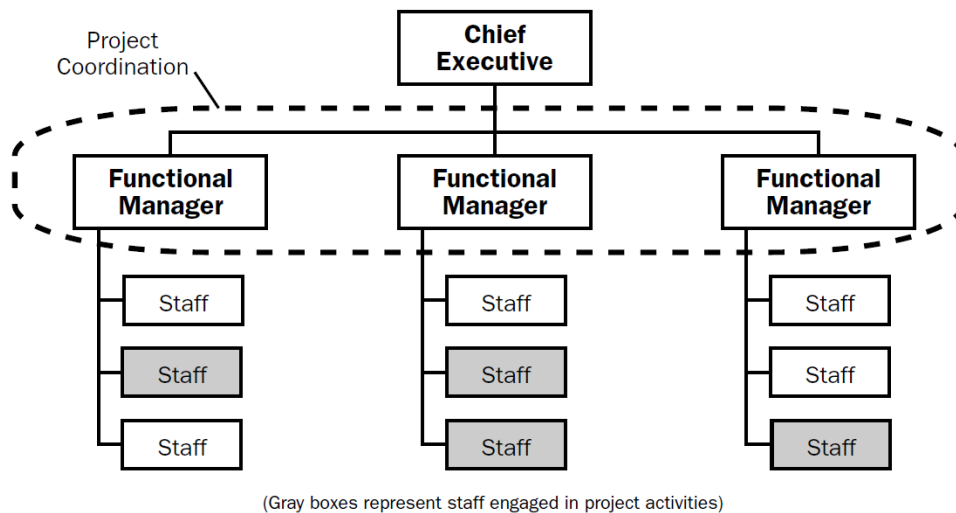 Chief
Executive
Project
Coordination
Functional
Manager
Functional
Manager
Functional
Manager
Staff
Staff
Staff
Staff
Staff
Staff
Staff
Staff
Staff
(Gray boxes represent staff engaged in project activities)